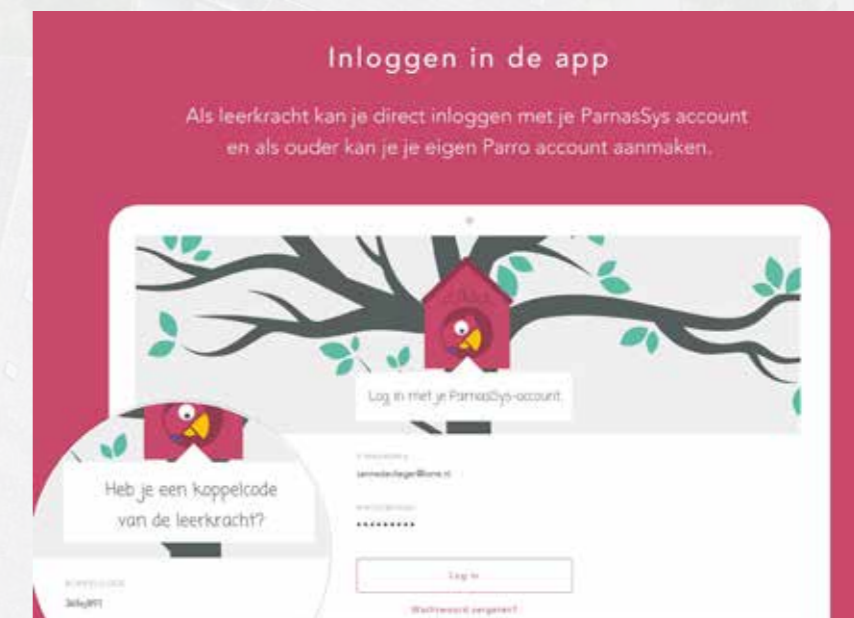 Inloggen in de app
Als leerkracht kan je direct inloggen met je ParnasSys account
en als ouder kan je je eigen Parro account aanmaken.
Log in met je ParnasSys-account.
Heb je een koppelcode
van de leerkracht?
Log in
Wachtwoord vergeten?